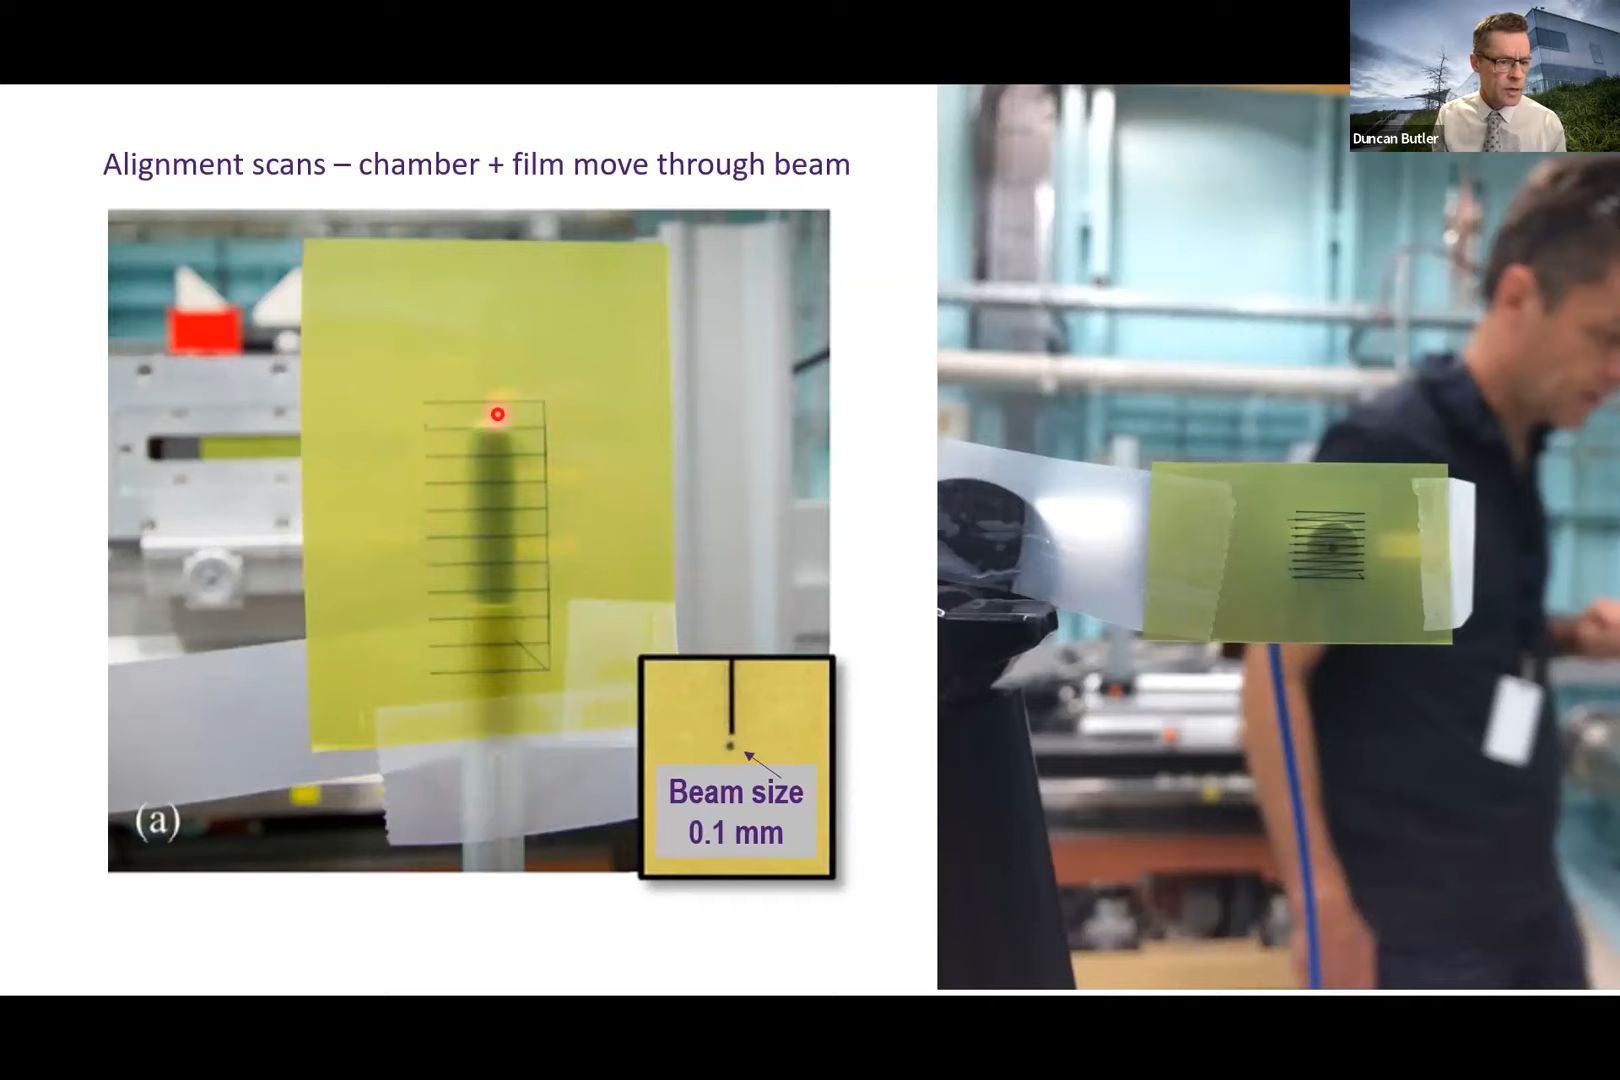 Duncan Butler
Alignment scans – chamber + film move through beam
(a)
Beam size
0.1 mm